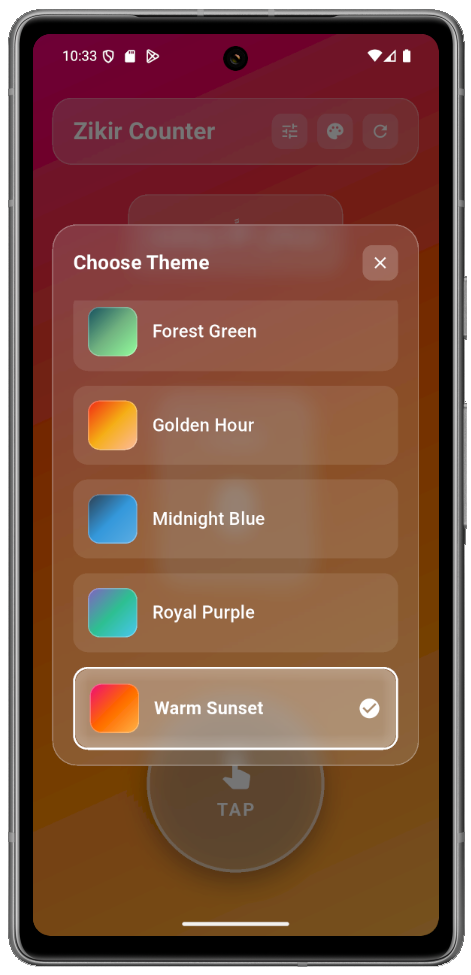 10:33
Zikir Counter
Choose Theme
Forest Green
Golden Hour
Midnight Blue
Royal Purple
Warm Sunset
TAP